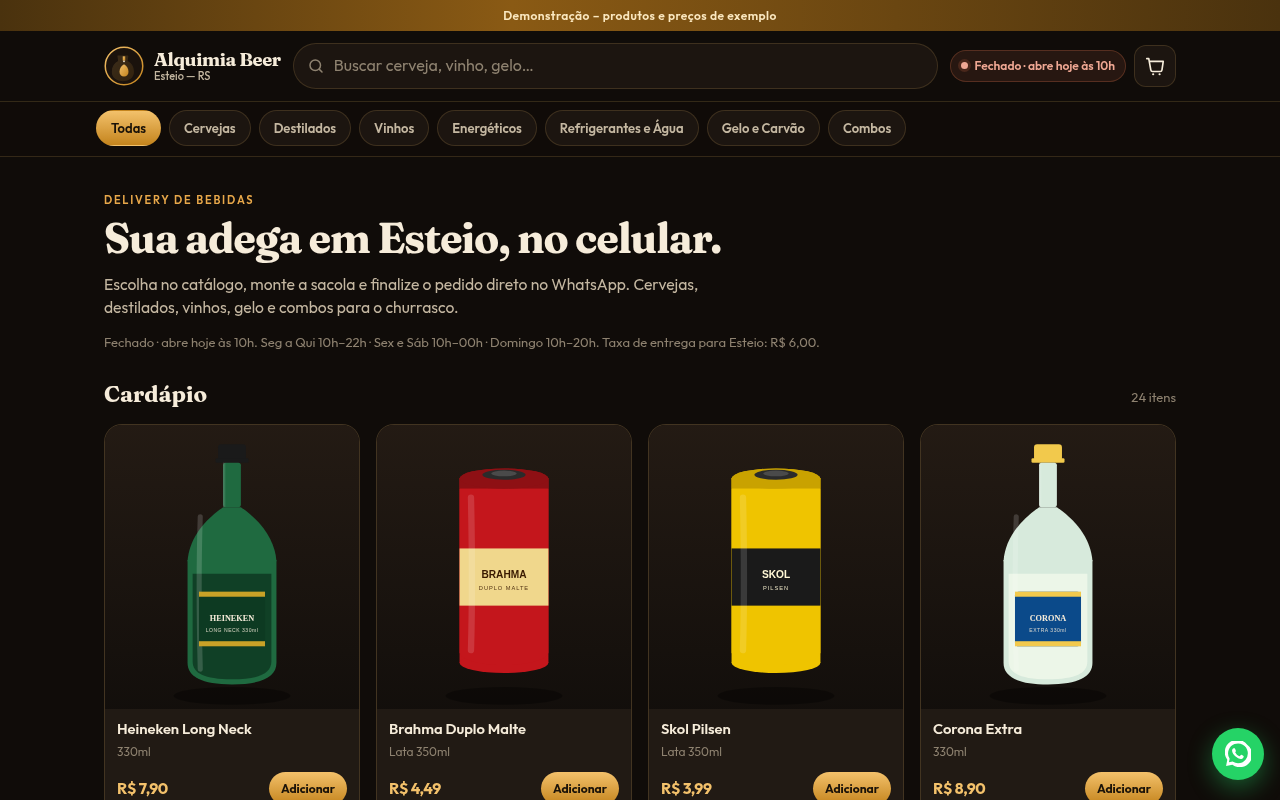 Demonstração – produtos e preços de exemplo
Alquimia Beer
Esteio — RS
Buscar cerveja, vinho, gelo...
Fechado · abre hoje às 10h
Todas
Cervejas
Destilados
Vinhos
Energéticos
Refrigerantes e Água
Gelo e Carvão
Combos
DELIVERY DE BEBIDAS
Sua adega em Esteio, no celular.
Escolha no catálogo, monte a sacola e finalize o pedido direto no WhatsApp. Cervejas,
destilados, vinhos, gelo e combos para o churrasco.
Fechado · abre hoje às 10h. Seg a Qui 10h–22h · Sex e Sáb 10h–00h · Domingo 10h–20h. Taxa de entrega para Esteio: R$ 6,00.
Cardápio
24 itens
HEINEKEN
LONG NECK 330ml
BRAHMA
DUPLO MALTE
SKOL
PILSEN
CORONA
EXTRA 330ml
Heineken Long Neck
330ml
R$ 7,90
Adicionar
Brahma Duplo Malte
Lata 350ml
R$ 4,49
Adicionar
Skol Pilsen
Lata 350ml
R$ 3,99
Adicionar
Corona Extra
330ml
R$ 8,90
Adicionar